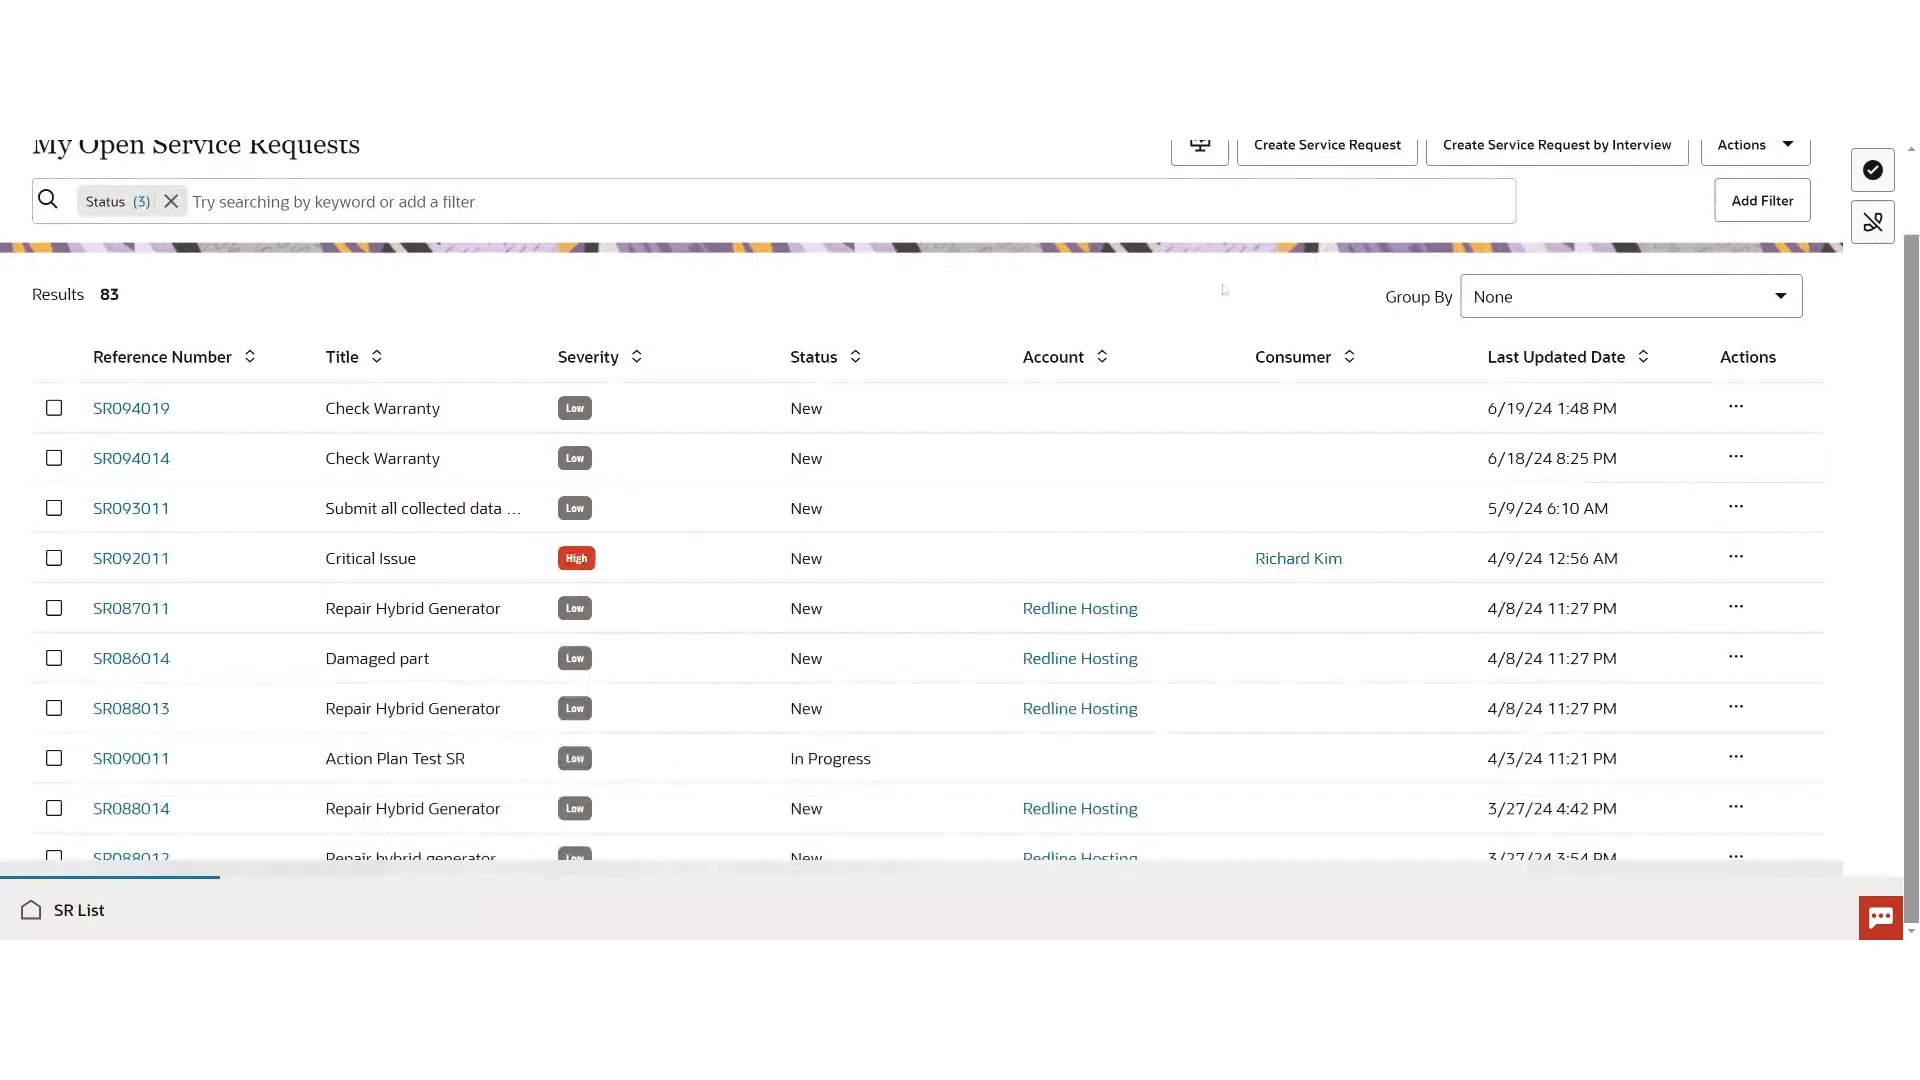 My Open Service Requests
Create Service Request
Create Service Request by Interview
Actions
Status (3)
Try searching by keyword or add a filter
Add Filter
Results 83
Group By None
Reference Number Title Severity Status Account Consumer Last Updated Date Actions
SR094019 Check Warranty Low New 6/19/24 1:48 PM ...
SR094014 Check Warranty Low New 6/18/24 8:25 PM ...
SR093011 Submit all collected data ... Low New 5/9/24 6:10 AM ...
SR092011 Critical Issue High New Richard Kim 4/9/24 12:56 AM ...
SR087011 Repair Hybrid Generator Low New Redline Hosting 4/8/24 11:27 PM ...
SR086014 Damaged part Low New Redline Hosting 4/8/24 11:27 PM ...
SR088013 Repair Hybrid Generator Low New Redline Hosting 4/8/24 11:27 PM ...
SR090011 Action Plan Test SR Low In Progress 4/3/24 11:21 PM ...
SR088014 Repair Hybrid Generator Low New Redline Hosting 3/27/24 4:42 PM ...
SR088012 Repair hybrid generator Low New Redline Hosting 3/27/24 3:54 PM ...
SR List